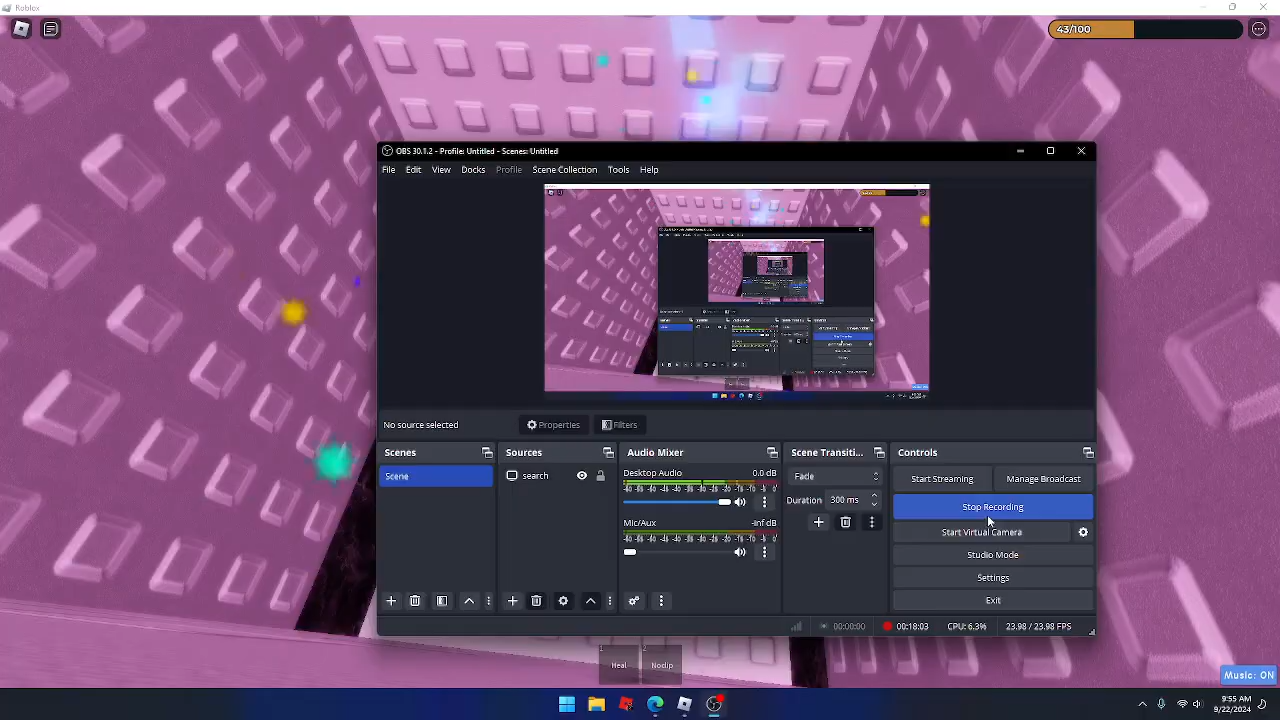 Roblox
43/100
OBS 30.1.2 - Profile: Untitled - Scenes: Untitled
File Edit View Docks Profile Scene Collection Tools Help
No source selected Properties Filters
Scenes Sources Audio Mixer Scene Transiti... Controls
Scene
search
Desktop Audio 0.0 dB
Mic/Aux -inf dB
Fade
Duration 300 ms
Start Streaming Manage Broadcast
Stop Recording
Start Virtual Camera
Studio Mode
Settings
Exit
00:00:00 00:18:03 CPU: 6.3% 23.98 / 23.98 FPS
1 2
Heal Noclip
Music: ON
9:55 AM
9/22/2024